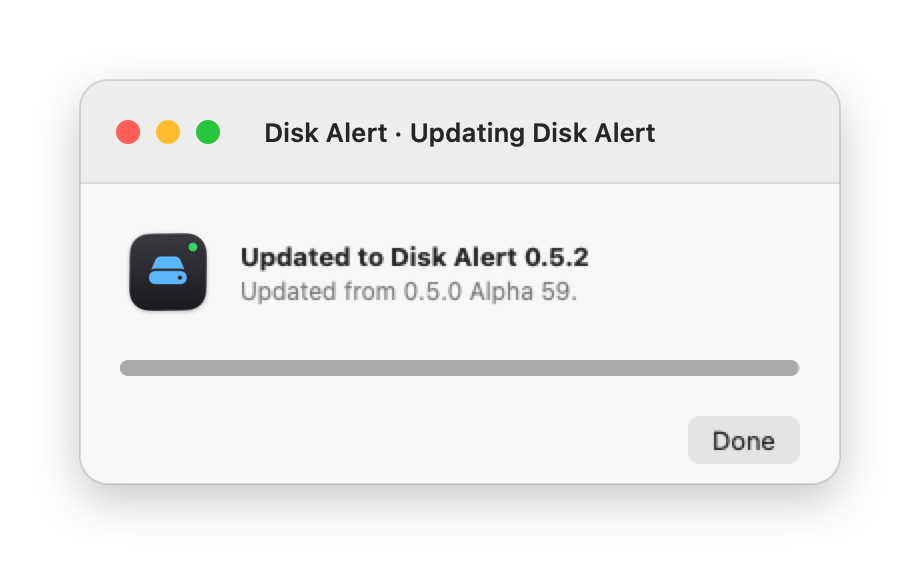 Disk Alert · Updating Disk Alert
Updated to Disk Alert 0.5.2
Updated from 0.5.0 Alpha 59.
Done